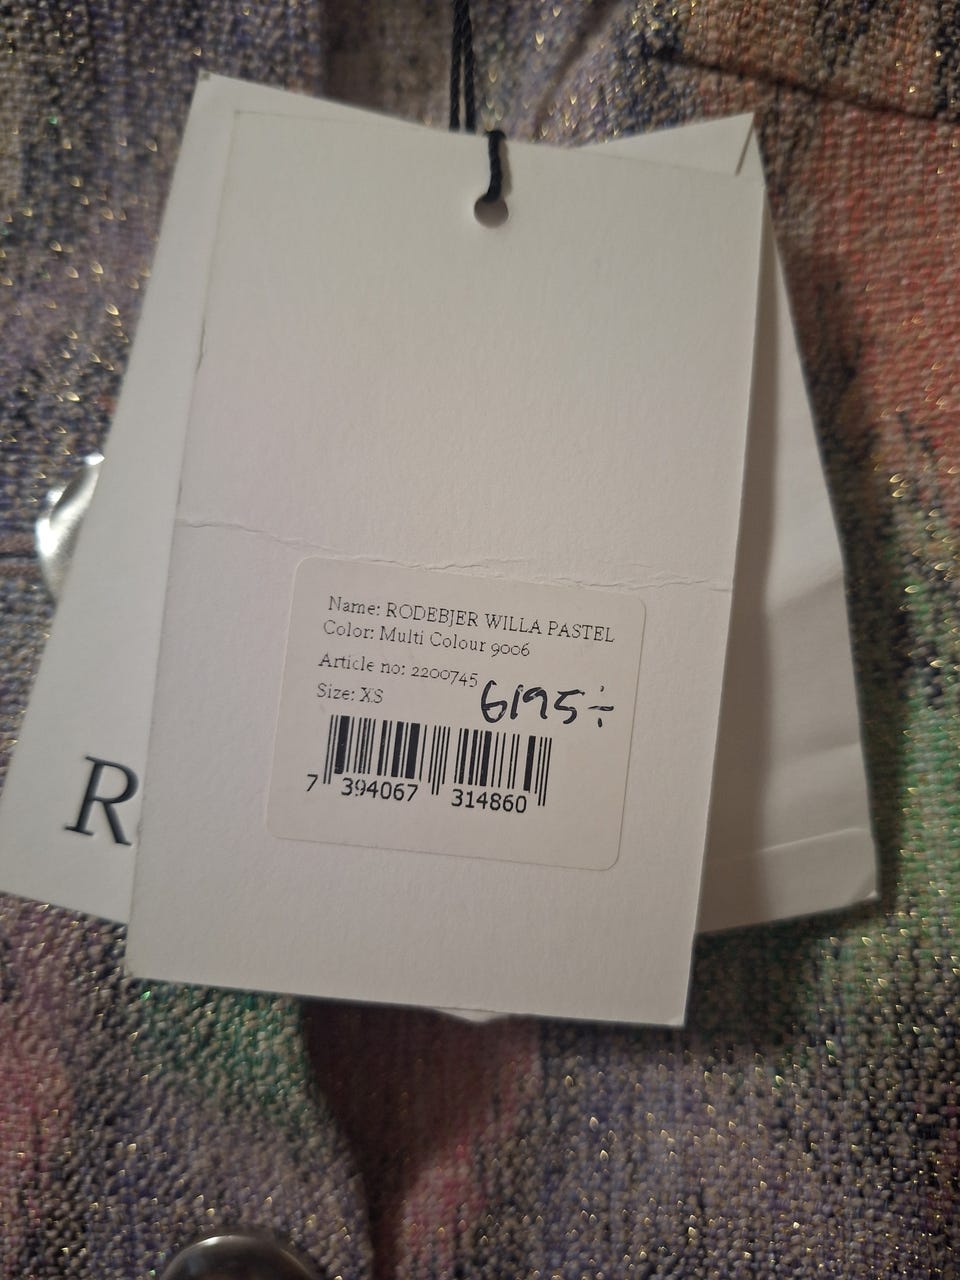 Name: RODEBJER WILLA PASTEL
Color: Multi Colour 9006
Article no: 2200745
Size: XS
6195÷
7 394067 314860
R